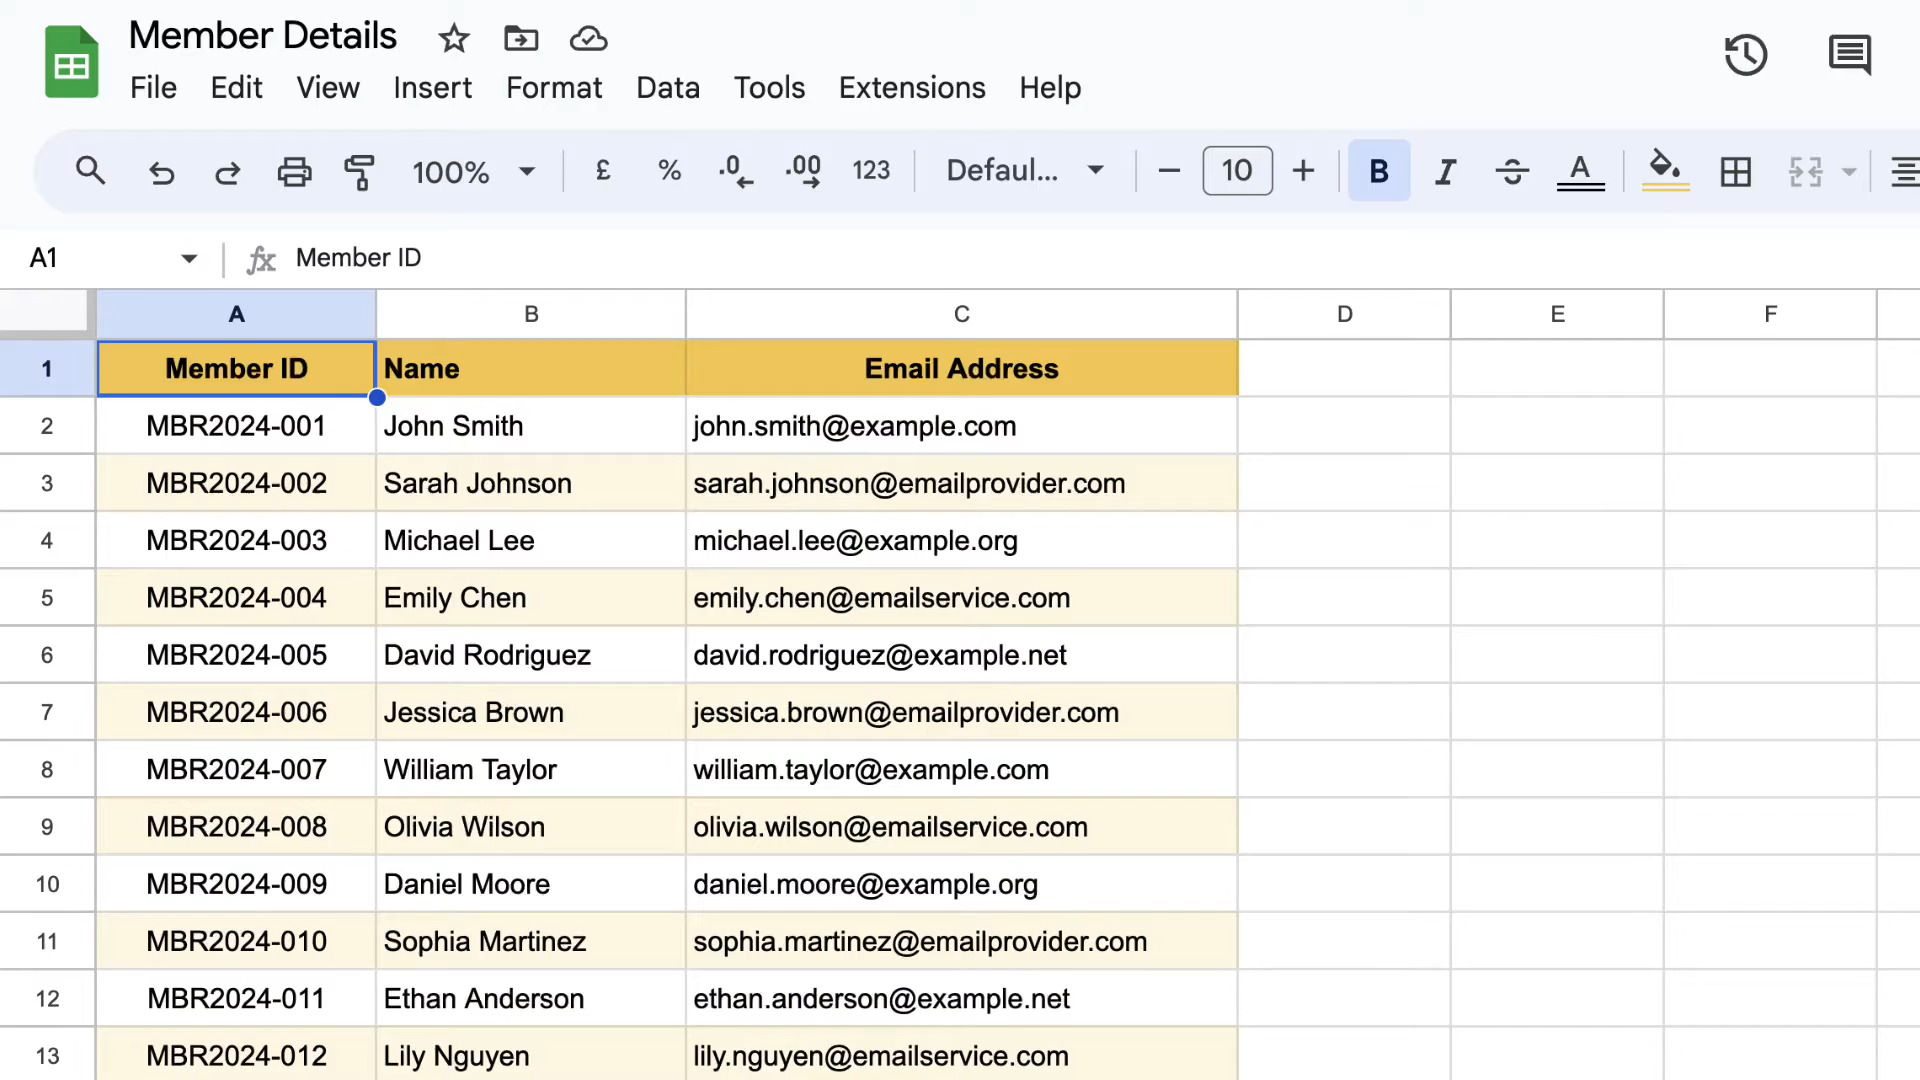 Member Details
File Edit View Insert Format Data Tools Extensions Help
100% £ % .0 .00 123 Defaul... 10 B I S A
A1 fx Member ID
A B C D E F
1 Member ID Name Email Address
2 MBR2024-001 John Smith john.smith@example.com
3 MBR2024-002 Sarah Johnson sarah.johnson@emailprovider.com
4 MBR2024-003 Michael Lee michael.lee@example.org
5 MBR2024-004 Emily Chen emily.chen@emailservice.com
6 MBR2024-005 David Rodriguez david.rodriguez@example.net
7 MBR2024-006 Jessica Brown jessica.brown@emailprovider.com
8 MBR2024-007 William Taylor william.taylor@example.com
9 MBR2024-008 Olivia Wilson olivia.wilson@emailservice.com
10 MBR2024-009 Daniel Moore daniel.moore@example.org
11 MBR2024-010 Sophia Martinez sophia.martinez@emailprovider.com
12 MBR2024-011 Ethan Anderson ethan.anderson@example.net
13 MBR2024-012 Lily Nguyen lily.nguyen@emailservice.com